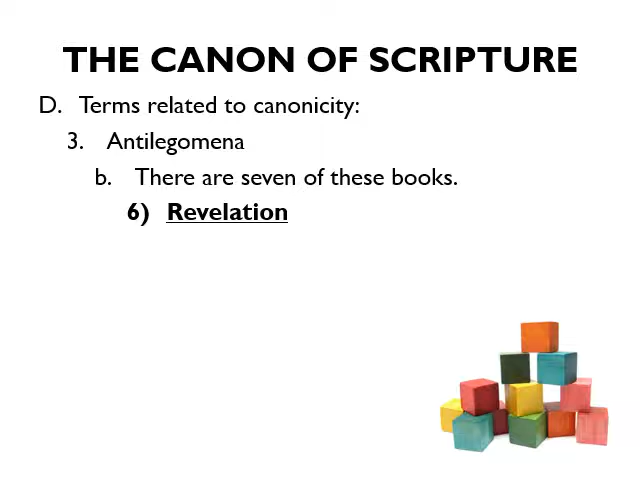 THE CANON OF SCRIPTURE
D. Terms related to canonicity:
3. Antilegomena
b. There are seven of these books.
6) Revelation